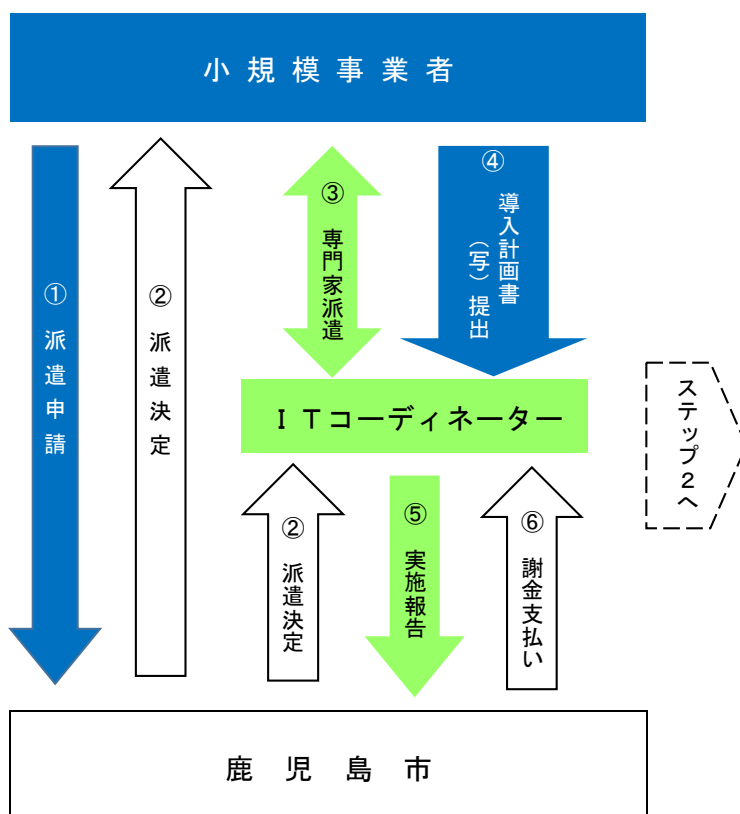 小規模事業者
① 派遣申請
② 派遣決定
③ 専門家派遣
④ 導入計画書
（写）提出
ＩＴコーディネーター
ステップ２へ
② 派遣決定
⑤ 実施報告
⑥ 謝金支払い
鹿児島市